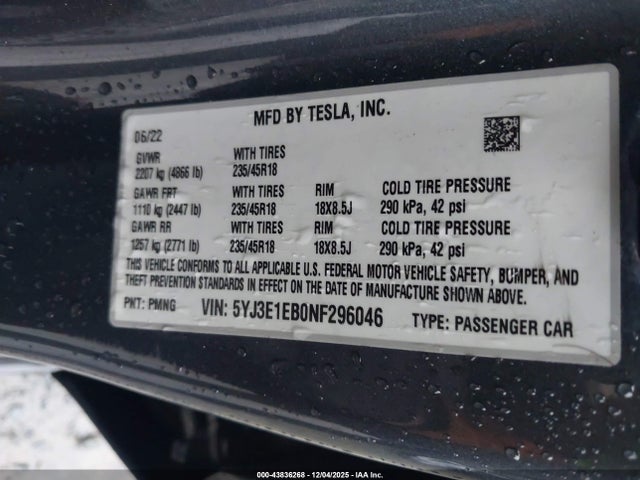 MFD BY TESLA, INC.
06/22
GVWR WITH TIRES
2207 kg (4866 lb) 235/45R18
GAWR FRT WITH TIRES RIM COLD TIRE PRESSURE
1110 kg (2447 lb) 235/45R18 18X8.5J 290 kPa, 42 psi
GAWR RR WITH TIRES RIM COLD TIRE PRESSURE
1257 kg (2771 lb) 235/45R18 18X8.5J 290 kPa, 42 psi
THIS VEHICLE CONFORMS TO ALL APPLICABLE U.S. FEDERAL MOTOR VEHICLE SAFETY, BUMPER, AND
THEFT PREVENTION STANDARDS IN EFFECT ON THE DATE OF MANUFACTURE SHOWN ABOVE.
PNT: PMNG VIN: 5YJ3E1EB0NF296046 TYPE: PASSENGER CAR
000-43836268 - 12/04/2025 - IAA Inc.